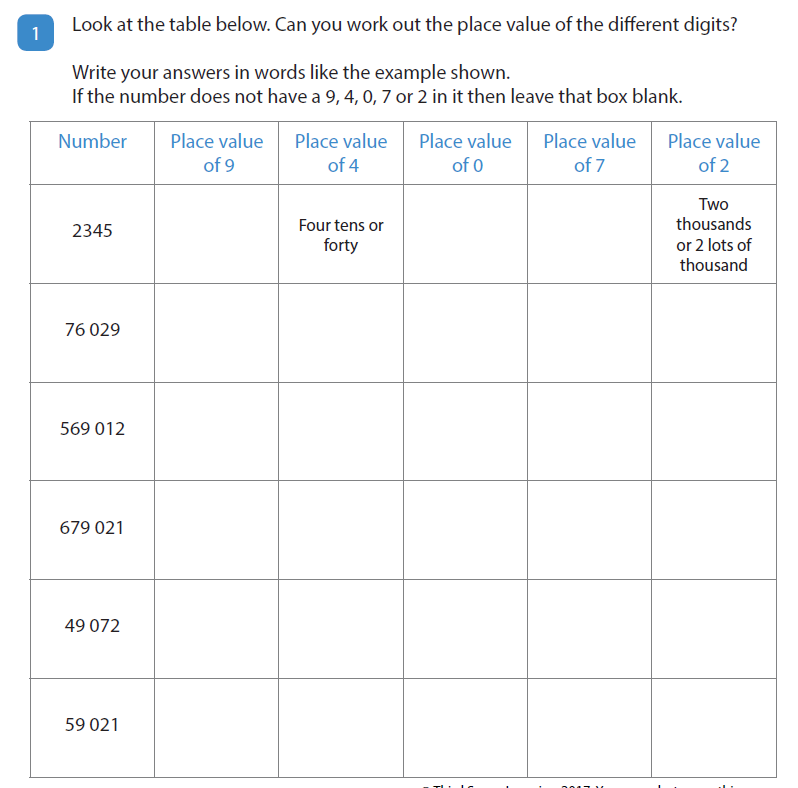 1
Look at the table below. Can you work out the place value of the different digits?
Write your answers in words like the example shown.
If the number does not have a 9, 4, 0, 7 or 2 in it then leave that box blank.
Number
Place value
of 9
Place value
of 4
Place value
of 0
Place value
of 7
Place value
of 2
2345
Four tens or
forty
Two
thousands
or 2 lots of
thousand
76 029
569 012
679 021
49 072
59 021